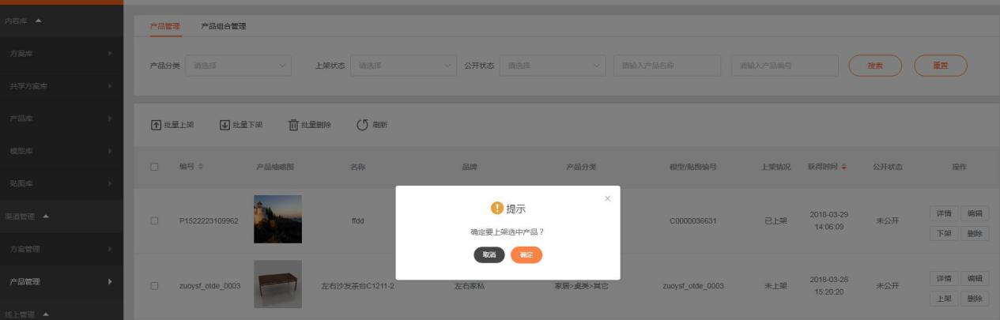 内容库
方案库
共享方案库
产品库
模型库
贴图库
渠道管理
方案管理
产品管理
线上管理
产品管理 产品组合管理
产品分类 请选择 上架状态 请选择 公开状态 请选择 请输入产品名称 请输入产品编号 搜索 重置
批量上架 批量下架 批量删除 刷新
编号 产品缩略图 名称 品牌 产品分类 模型/贴图编号 上架情况 获得时间 公开状态 操作
P1522223109962 ffdd C0000036631 已上架 2018-03-29 14:06:09 未公开 详情 编辑 下架 删除
提示
确定要上架选中产品？
取消 确定
zuoysf_otde_0003 左右沙发茶台C1211-2 左右家私 家居>桌类>其它 zuoysf_otde_0003 未上架 2018-03-28 15:20:20 未公开 详情 编辑 上架 删除